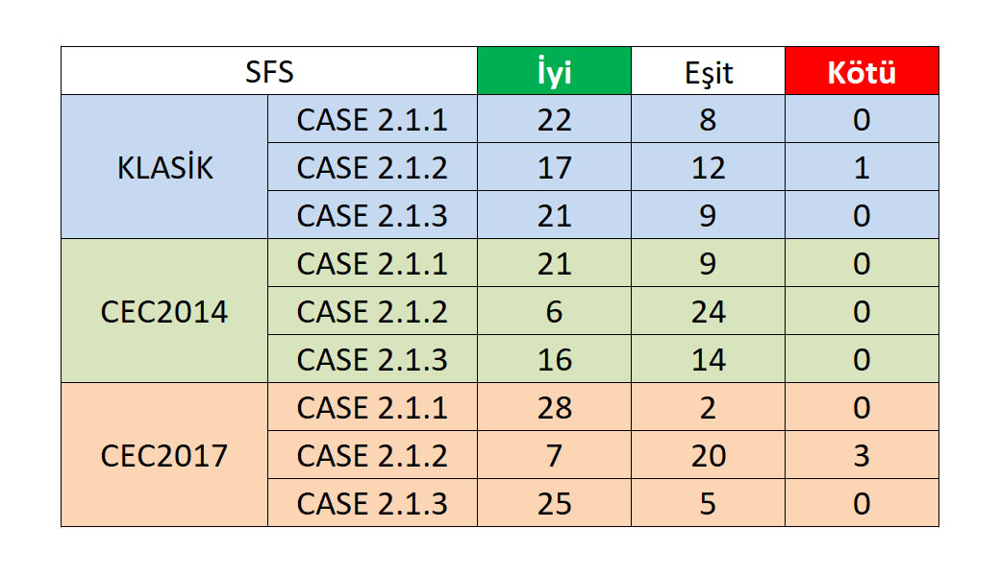 SFS İyi Eşit Kötü
KLASİK CASE 2.1.1 22 8 0
CASE 2.1.2 17 12 1
CASE 2.1.3 21 9 0
CEC2014 CASE 2.1.1 21 9 0
CASE 2.1.2 6 24 0
CASE 2.1.3 16 14 0
CEC2017 CASE 2.1.1 28 2 0
CASE 2.1.2 7 20 3
CASE 2.1.3 25 5 0